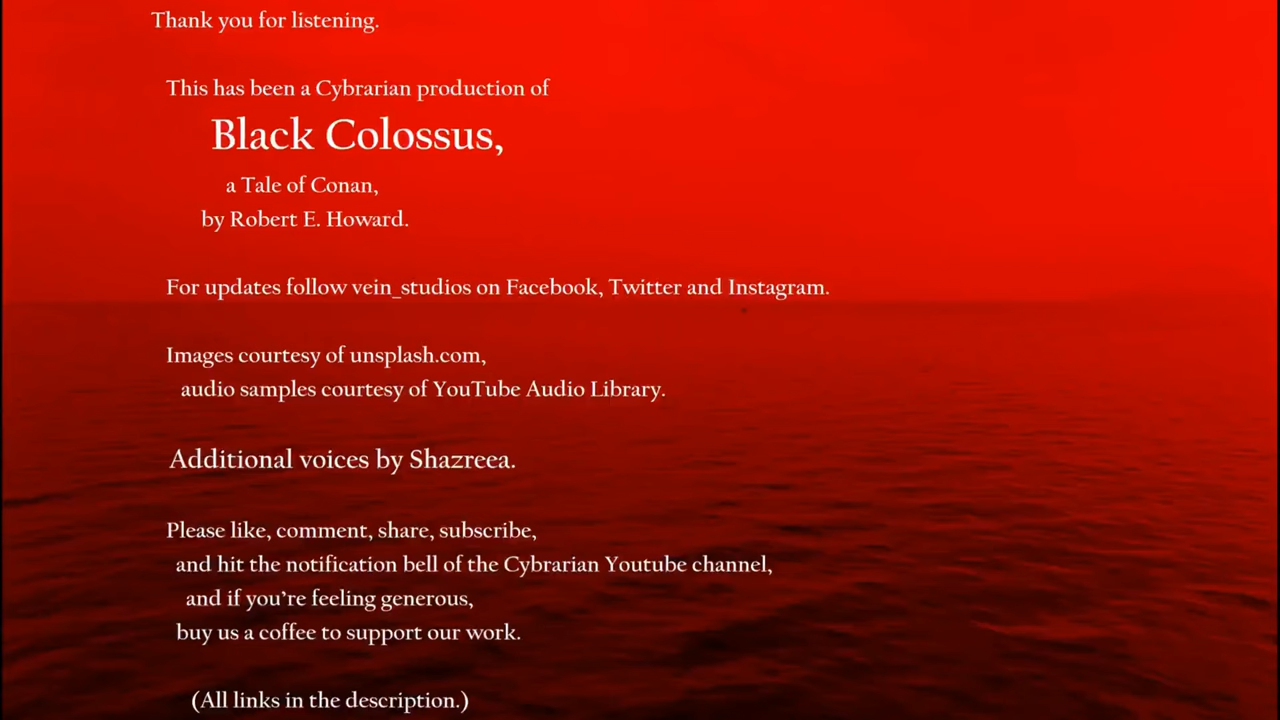 Thank you for listening.
This has been a Cybrarian production of
Black Colossus,
a Tale of Conan,
by Robert E. Howard.
For updates follow vein_studios on Facebook, Twitter and Instagram.
Images courtesy of unsplash.com,
audio samples courtesy of YouTube Audio Library.
Additional voices by Shazreea.
Please like, comment, share, subscribe,
and hit the notification bell of the Cybrarian Youtube channel,
and if you’re feeling generous,
buy us a coffee to support our work.
(All links in the description.)